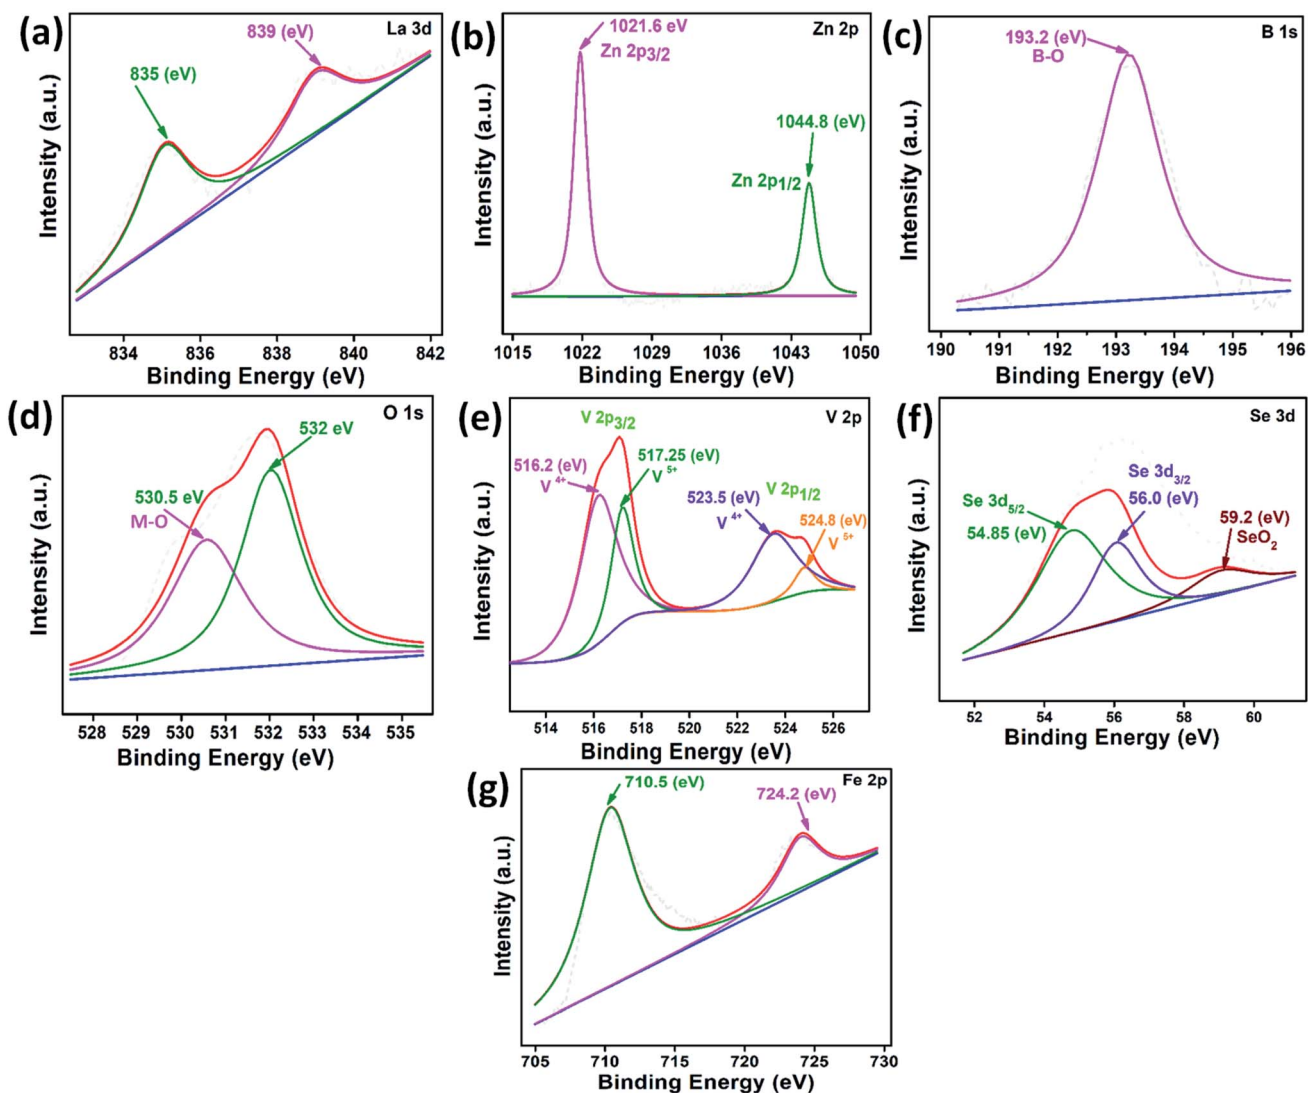 (a)
La 3d
839 (eV)
835 (eV)
Intensity (a.u.)
834 836 838 840 842
Binding Energy (eV)
(b)
1021.6 eV
Zn 2p
Zn 2p3/2
1044.8 (eV)
Zn 2p1/2
Intensity (a.u.)
1015 1022 1029 1036 1043 1050
Binding Energy (eV)
(c)
B 1s
193.2 (eV)
B-O
Intensity (a.u.)
190 191 192 193 194 195 196
Binding Energy (eV)
(d)
O 1s
532 eV
530.5 eV
M-O
Intensity (a.u.)
528 529 530 531 532 533 534 535
Binding Energy (eV)
(e)
V 2p3/2
V 2p
516.2 (eV)
V 4+
517.25 (eV)
V 5+
523.5 (eV)
V 4+
V 2p1/2
524.8 (eV)
V 5+
Intensity (a.u.)
514 516 518 520 522 524 526
Binding Energy (eV)
(f)
Se 3d
Se 3d3/2
56.0 (eV)
Se 3d5/2
54.85 (eV)
59.2 (eV)
SeO2
Intensity (a.u.)
52 54 56 58 60
Binding Energy (eV)
(g)
710.5 (eV)
Fe 2p
724.2 (eV)
Intensity (a.u.)
705 710 715 720 725 730
Binding Energy (eV)